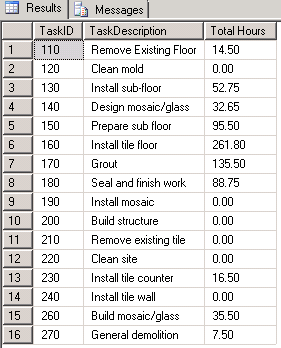 Results Messages
TaskID TaskDescription Total Hours
1 110 Remove Existing Floor 14.50
2 120 Clean mold 0.00
3 130 Install sub-floor 52.75
4 140 Design mosaic/glass 32.65
5 150 Prepare sub floor 95.50
6 160 Install tile floor 261.80
7 170 Grout 135.50
8 180 Seal and finish work 88.75
9 190 Install mosaic 0.00
10 200 Build structure 0.00
11 210 Remove existing tile 0.00
12 220 Clean site 0.00
13 230 Install tile counter 16.50
14 240 Install tile wall 0.00
15 260 Build mosaic/glass 35.50
16 270 General demolition 7.50